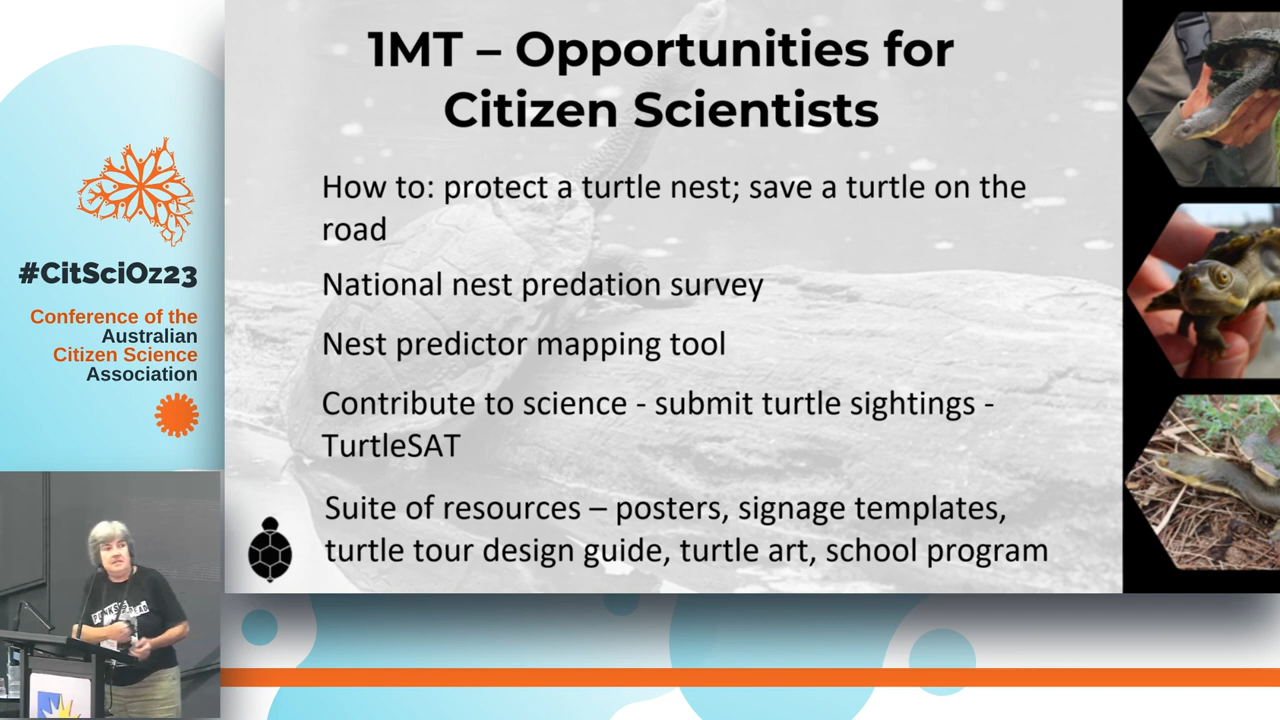 1MT – Opportunities for
Citizen Scientists
How to: protect a turtle nest; save a turtle on the
road
National nest predation survey
Nest predictor mapping tool
Contribute to science - submit turtle sightings -
TurtleSAT
Suite of resources – posters, signage templates,
turtle tour design guide, turtle art, school program
#CitSciOz23
Conference of the
Australian
Citizen Science
Association